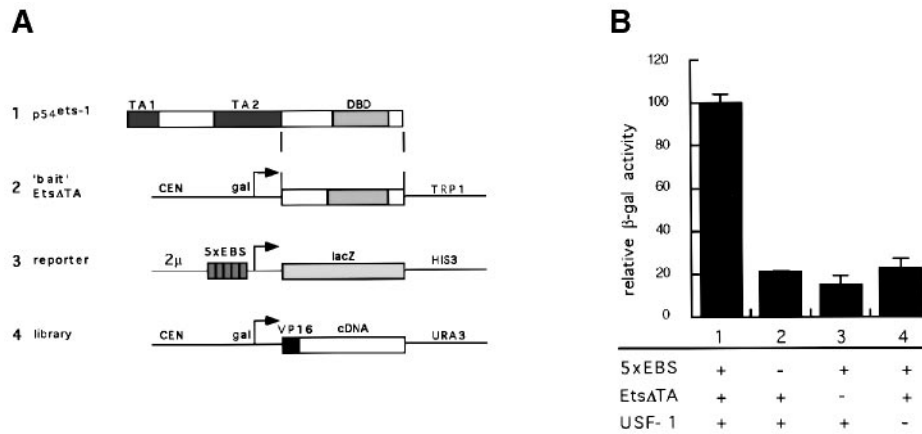 A
1 p54ets-1 TA1 TA2 DBD
2 'bait' EtsΔTA CEN gal TRP1
3 reporter 2μ 5xEBS lacZ HIS3
4 library CEN gal VP16 cDNA URA3
B
relative β-gal activity
120
100
80
60
40
20
0
1 2 3 4
5xEBS + - + +
EtsΔTA + + - +
USF-1 + + + -